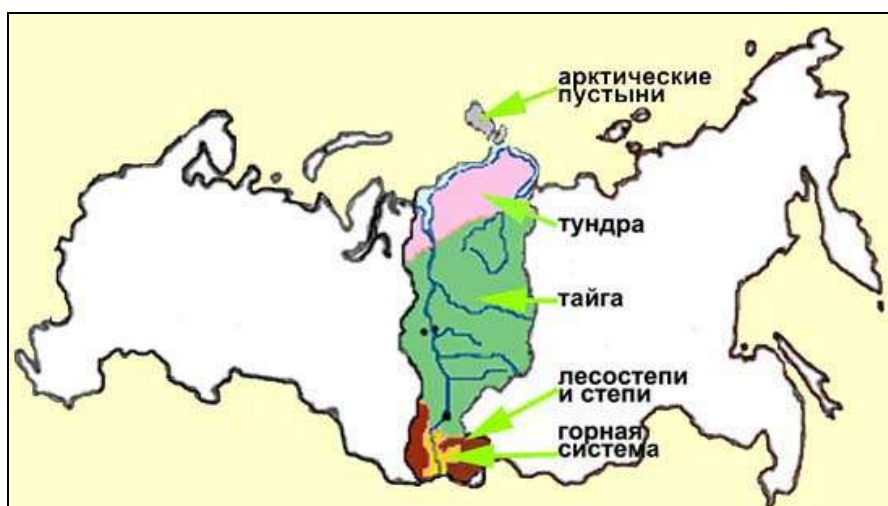 арктические
пустыни
тундра
тайга
лесостепи
и степи
горная
система